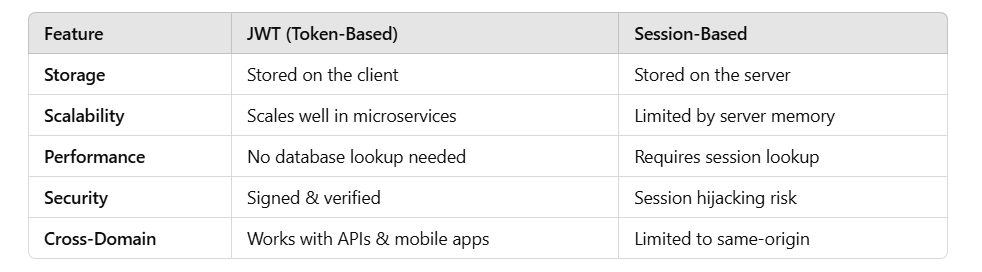 Feature JWT (Token-Based) Session-Based
Storage Stored on the client Stored on the server
Scalability Scales well in microservices Limited by server memory
Performance No database lookup needed Requires session lookup
Security Signed & verified Session hijacking risk
Cross-Domain Works with APIs & mobile apps Limited to same-origin